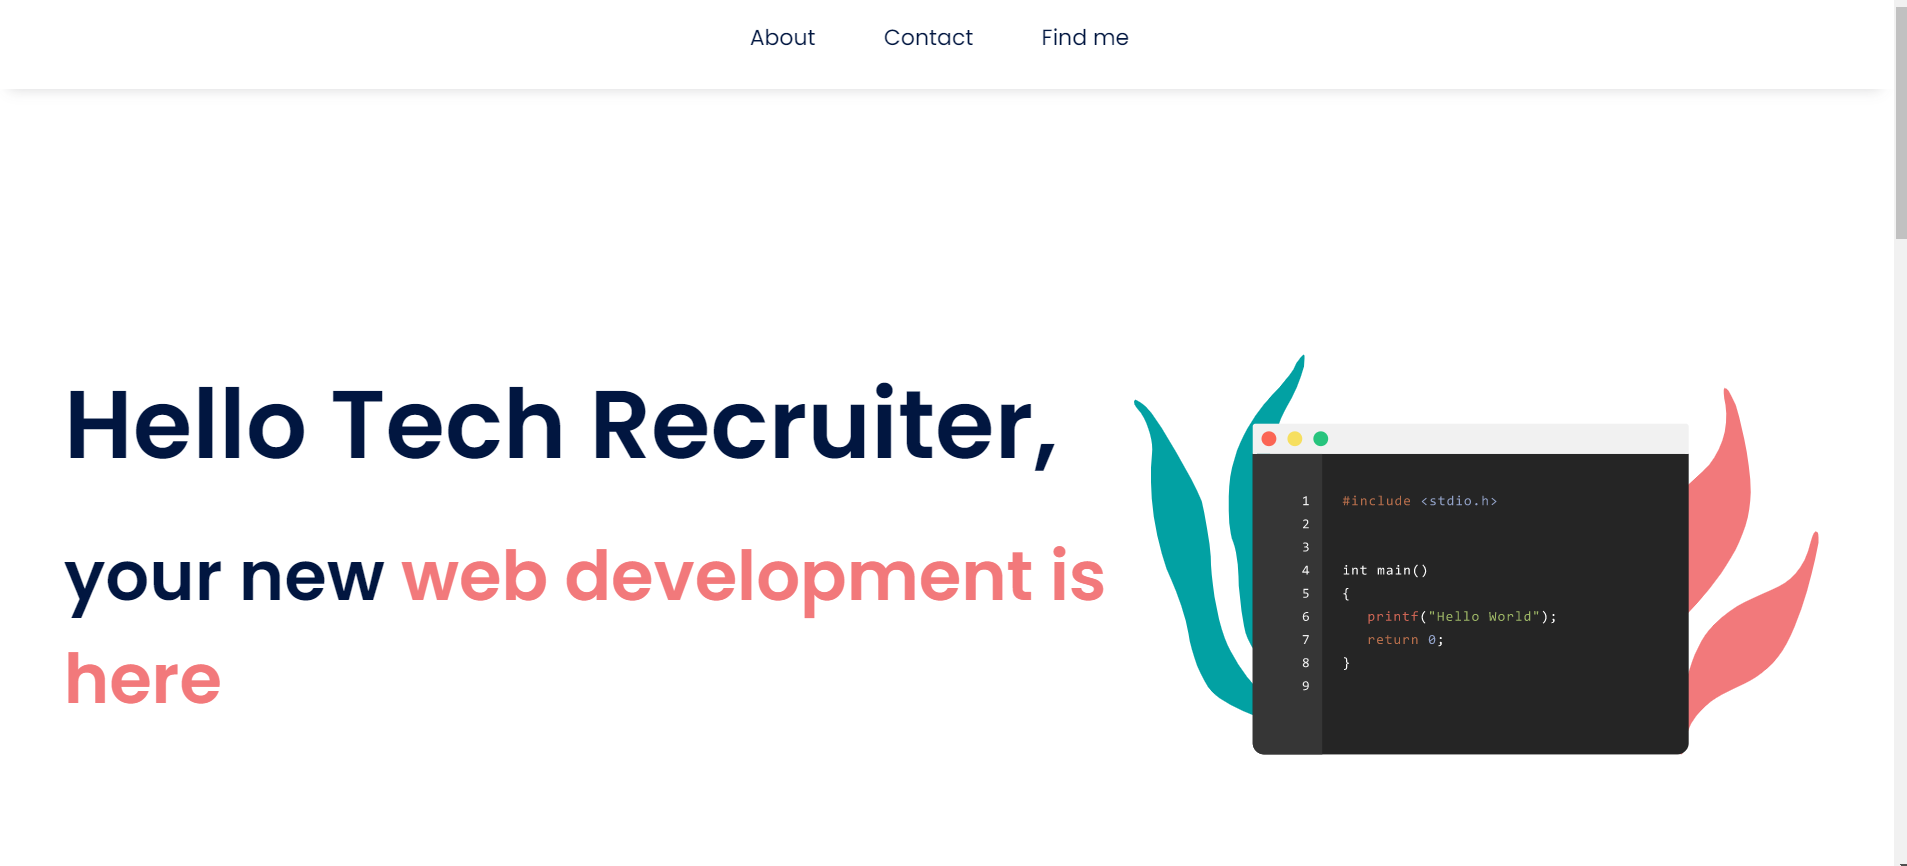 About Contact Find me
Hello Tech Recruiter,
your new web development is
here
1 #include <stdio.h>
2
3
4 int main()
5 {
6 printf("Hello World");
7 return 0;
8 }
9